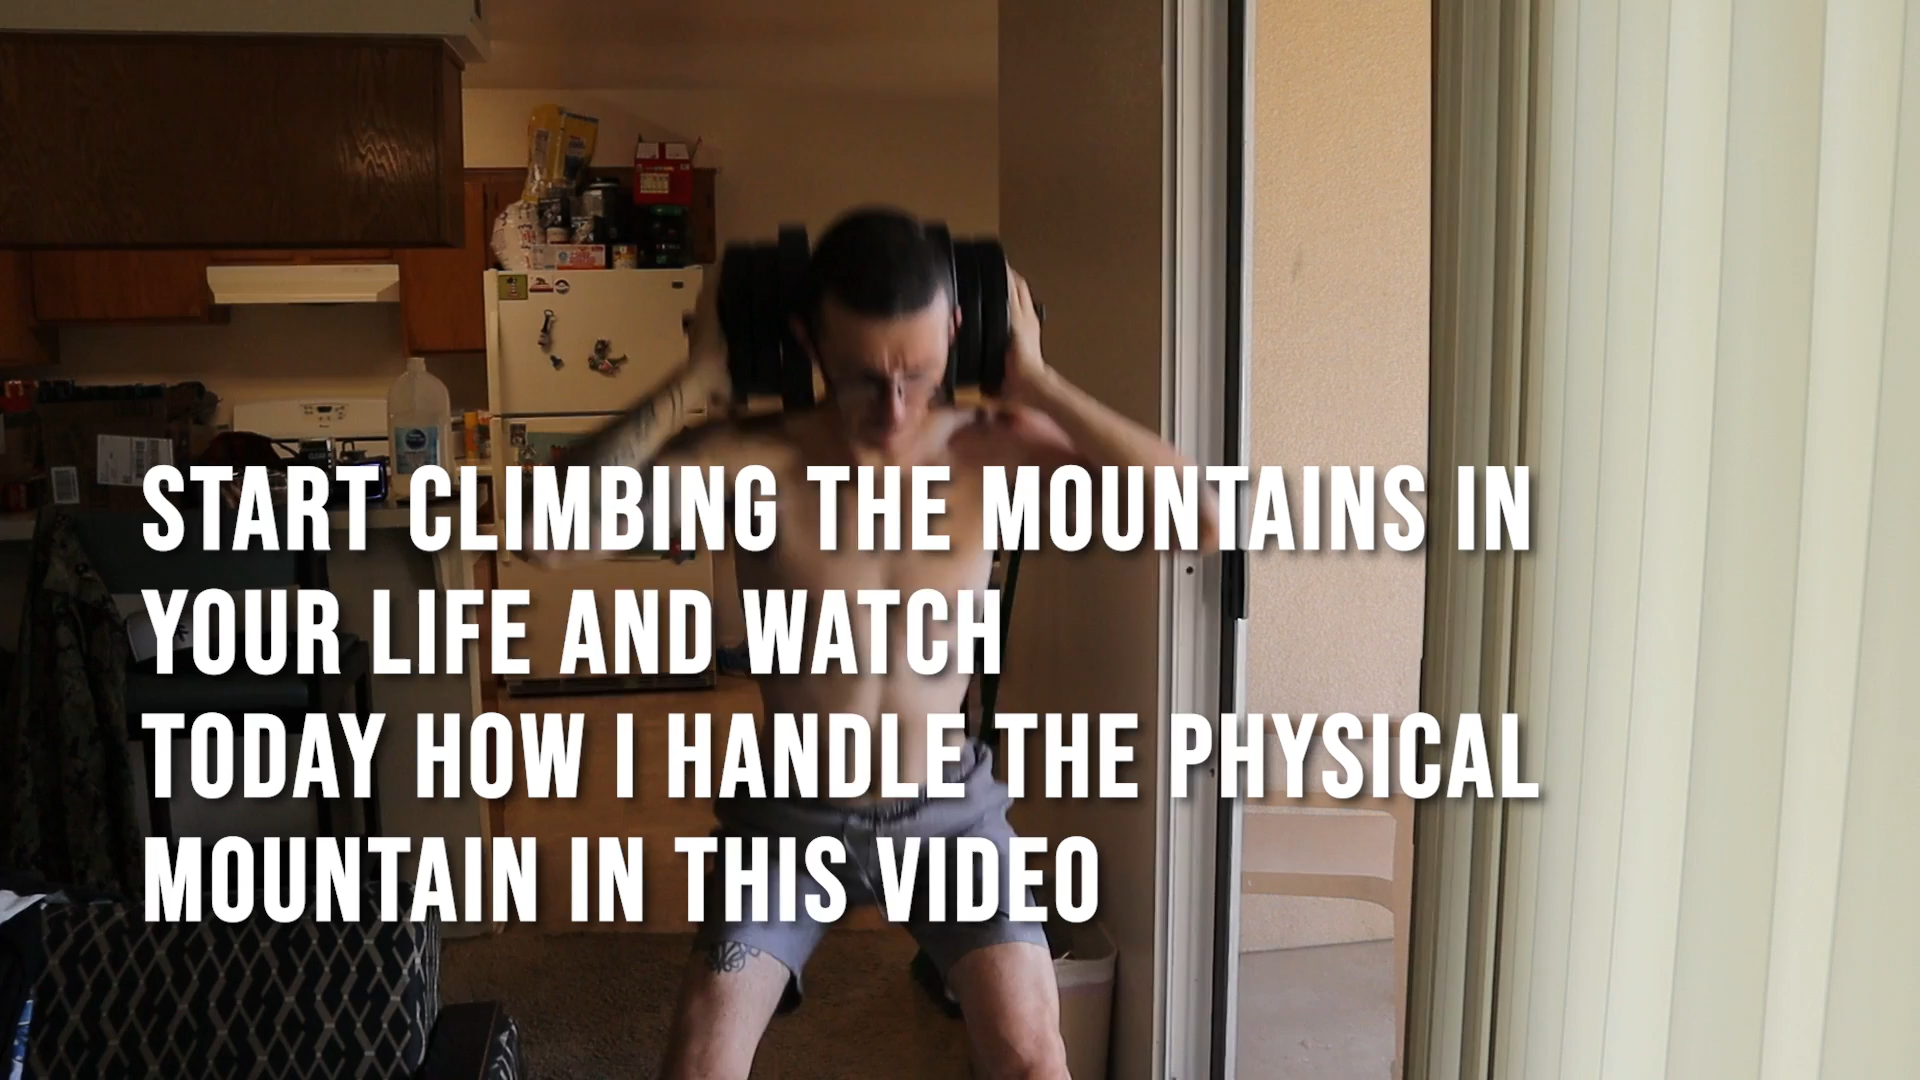 START CLIMBING THE MOUNTAINS IN
YOUR LIFE AND WATCH
TODAY HOW I HANDLE THE PHYSICAL
MOUNTAIN IN THIS VIDEO